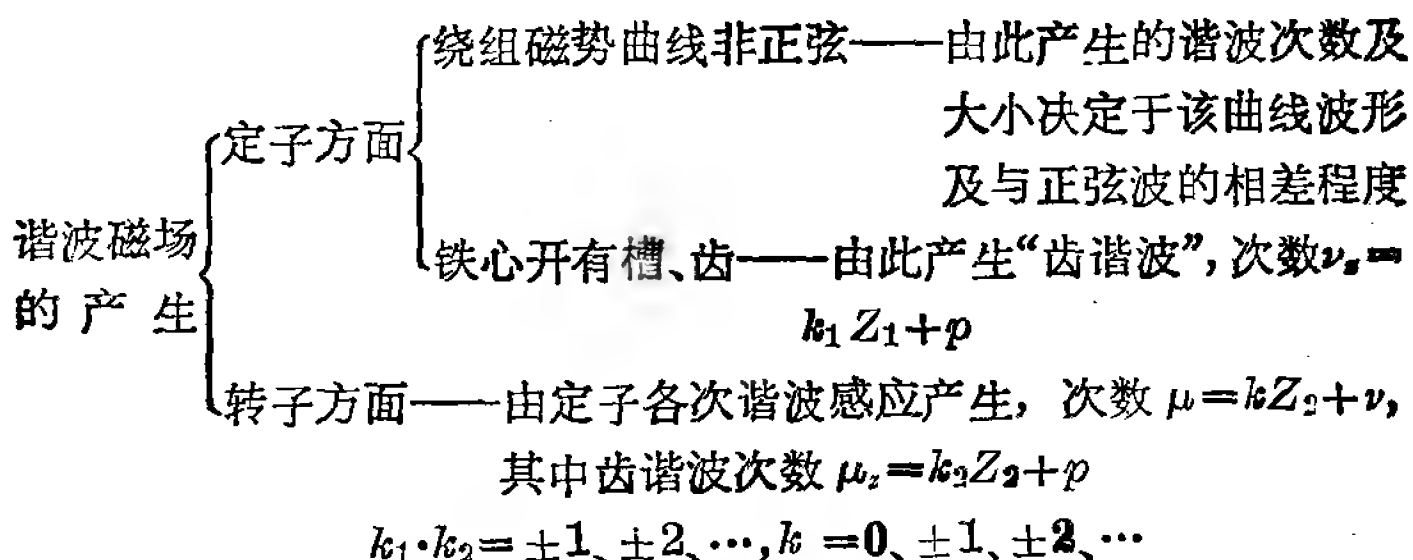 绕组磁势曲线非正弦——由此产生的谐波次数及
大小决定于该曲线波形
及与正弦波的相差程度
定子方面
铁心开有槽、齿——由此产生“齿谐波”,次数νz=
k1 Z1+p
谐波磁场
的产生
转子方面——由定子各次谐波感应产生,次数 μ=kZ2+ν,
其中齿谐波次数 μz=k2Z2+p
k1·k2=±1、±2、…,k =0、±1、±2、…